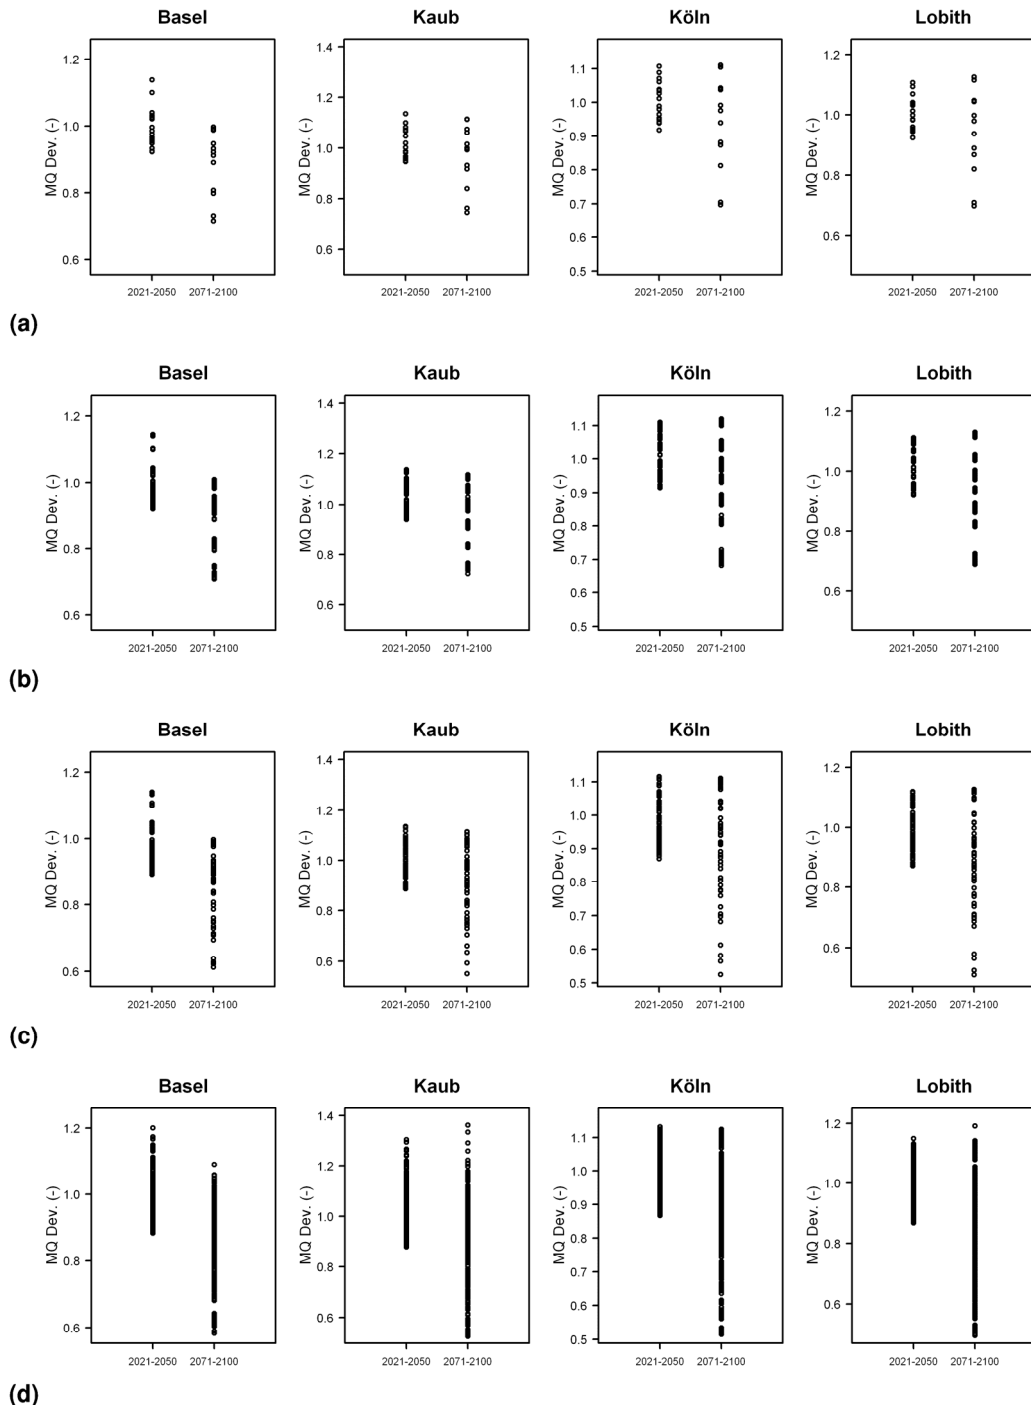 Basel Kaub Köln Lobith
MQ Dev. (-) 1.2 1.0 0.8 0.6
MQ Dev. (-) 1.4 1.2 1.0 0.8 0.6
MQ Dev. (-) 1.1 1.0 0.9 0.8 0.7 0.6 0.5
MQ Dev. (-) 1.2 1.0 0.8 0.6
2021-2050 2071-2100 2021-2050 2071-2100 2021-2050 2071-2100 2021-2050 2071-2100
(a)
Basel Kaub Köln Lobith
MQ Dev. (-) 1.2 1.0 0.8 0.6
MQ Dev. (-) 1.4 1.2 1.0 0.8 0.6
MQ Dev. (-) 1.1 1.0 0.9 0.8 0.7 0.6 0.5
MQ Dev. (-) 1.2 1.0 0.8 0.6
2021-2050 2071-2100 2021-2050 2071-2100 2021-2050 2071-2100 2021-2050 2071-2100
(b)
Basel Kaub Köln Lobith
MQ Dev. (-) 1.2 1.0 0.8 0.6
MQ Dev. (-) 1.4 1.2 1.0 0.8 0.6
MQ Dev. (-) 1.1 1.0 0.9 0.8 0.7 0.6 0.5
MQ Dev. (-) 1.2 1.0 0.8 0.6
2021-2050 2071-2100 2021-2050 2071-2100 2021-2050 2071-2100 2021-2050 2071-2100
(c)
Basel Kaub Köln Lobith
MQ Dev. (-) 1.2 1.0 0.8 0.6
MQ Dev. (-) 1.4 1.2 1.0 0.8 0.6
MQ Dev. (-) 1.1 1.0 0.9 0.8 0.7 0.6 0.5
MQ Dev. (-) 1.2 1.0 0.8 0.6
2021-2050 2071-2100 2021-2050 2071-2100 2021-2050 2071-2100 2021-2050 2071-2100
(d)